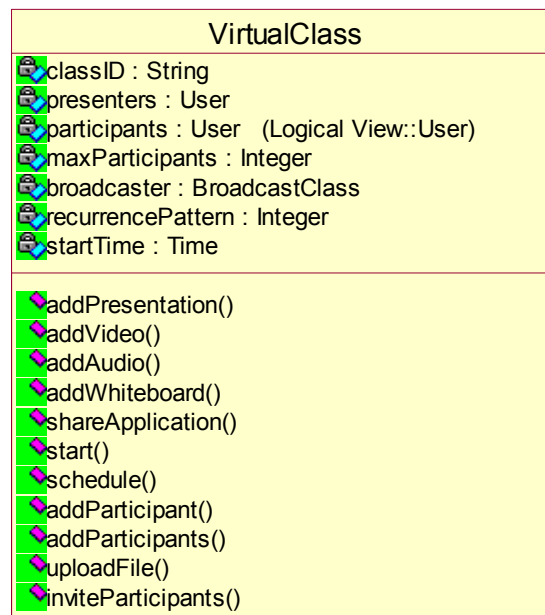 VirtualClass
classID : String
presenters : User
participants : User (Logical View::User)
maxParticipants : Integer
broadcaster : BroadcastClass
recurrencePattern : Integer
startTime : Time
addPresentation()
addVideo()
addAudio()
addWhiteboard()
shareApplication()
start()
schedule()
addParticipant()
addParticipants()
uploadFile()
inviteParticipants()